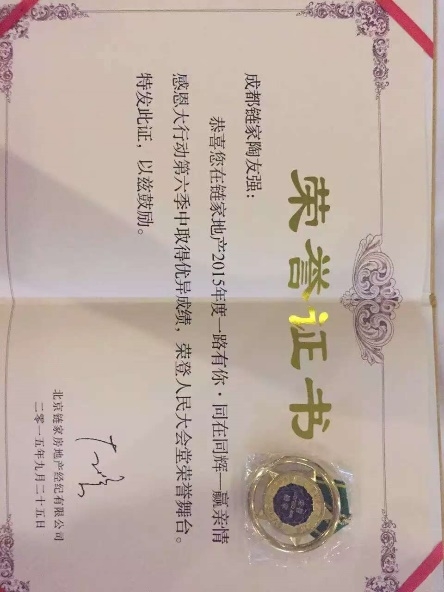 荣誉证书
成都链家陶友强：
恭喜您在链家地产2015年度一路有你·同在同辉—赢亲情
感恩大行动第六季中取得优异成绩，荣登人民大会堂荣誉舞台。
特发此证，以兹鼓励。
北京链家房地产经纪有限公司
二零一五年九月二十五日